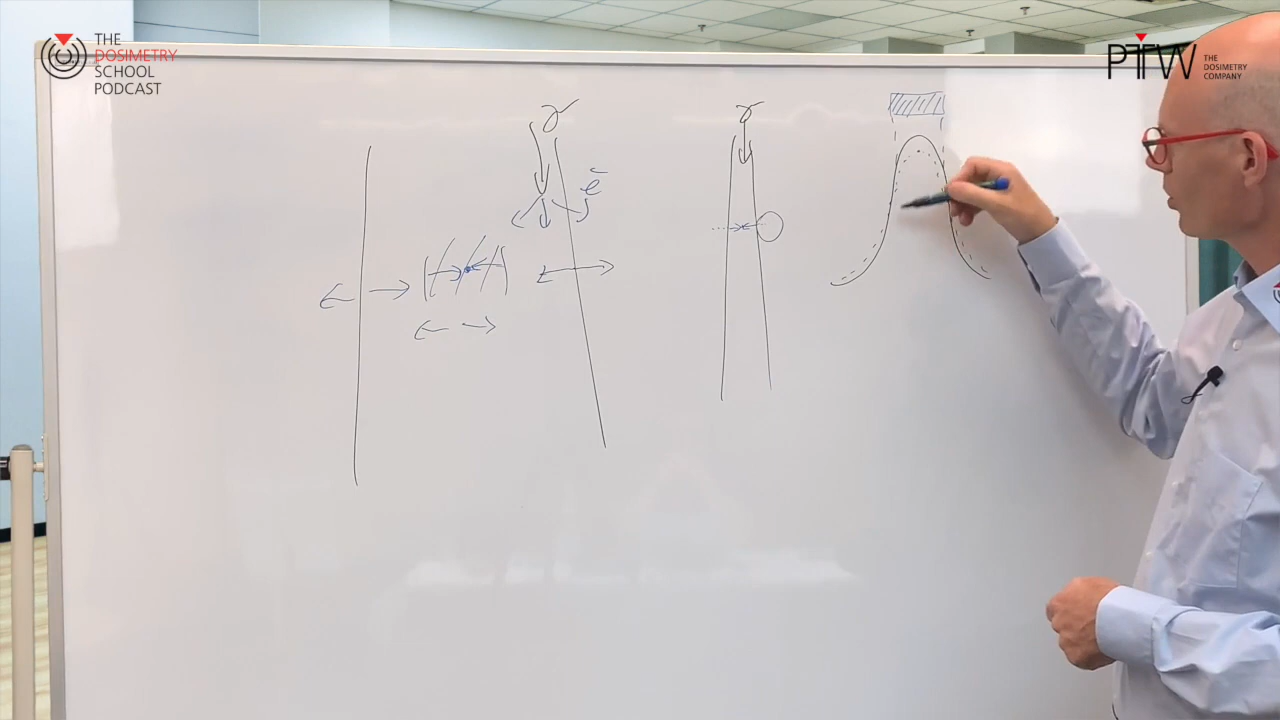 THE
DOSIMETRY
SCHOOL
PODCAST
PTW
THE
DOSIMETRY
COMPANY
γ
γ
e⁻